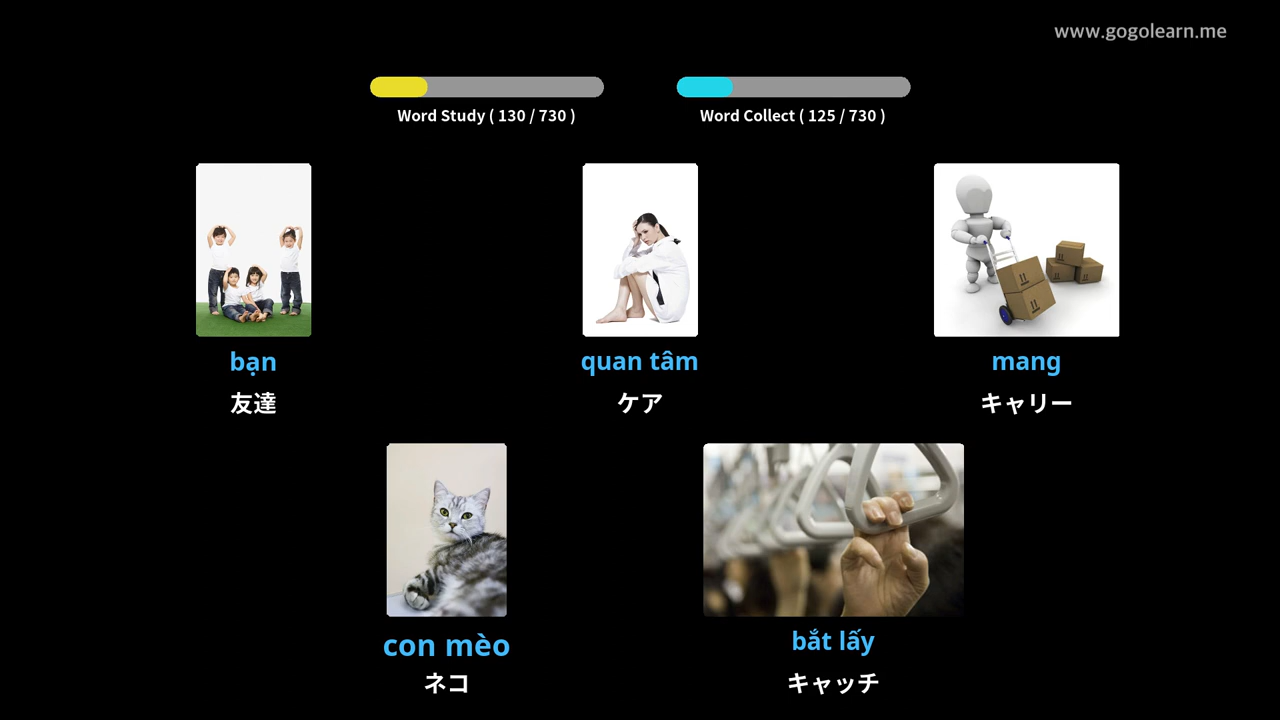 www.gogolearn.me
Word Study ( 130 / 730 )
Word Collect ( 125 / 730 )
bạn
友達
quan tâm
ケア
mang
キャリー
con mèo
ネコ
bắt lấy
キャッチ